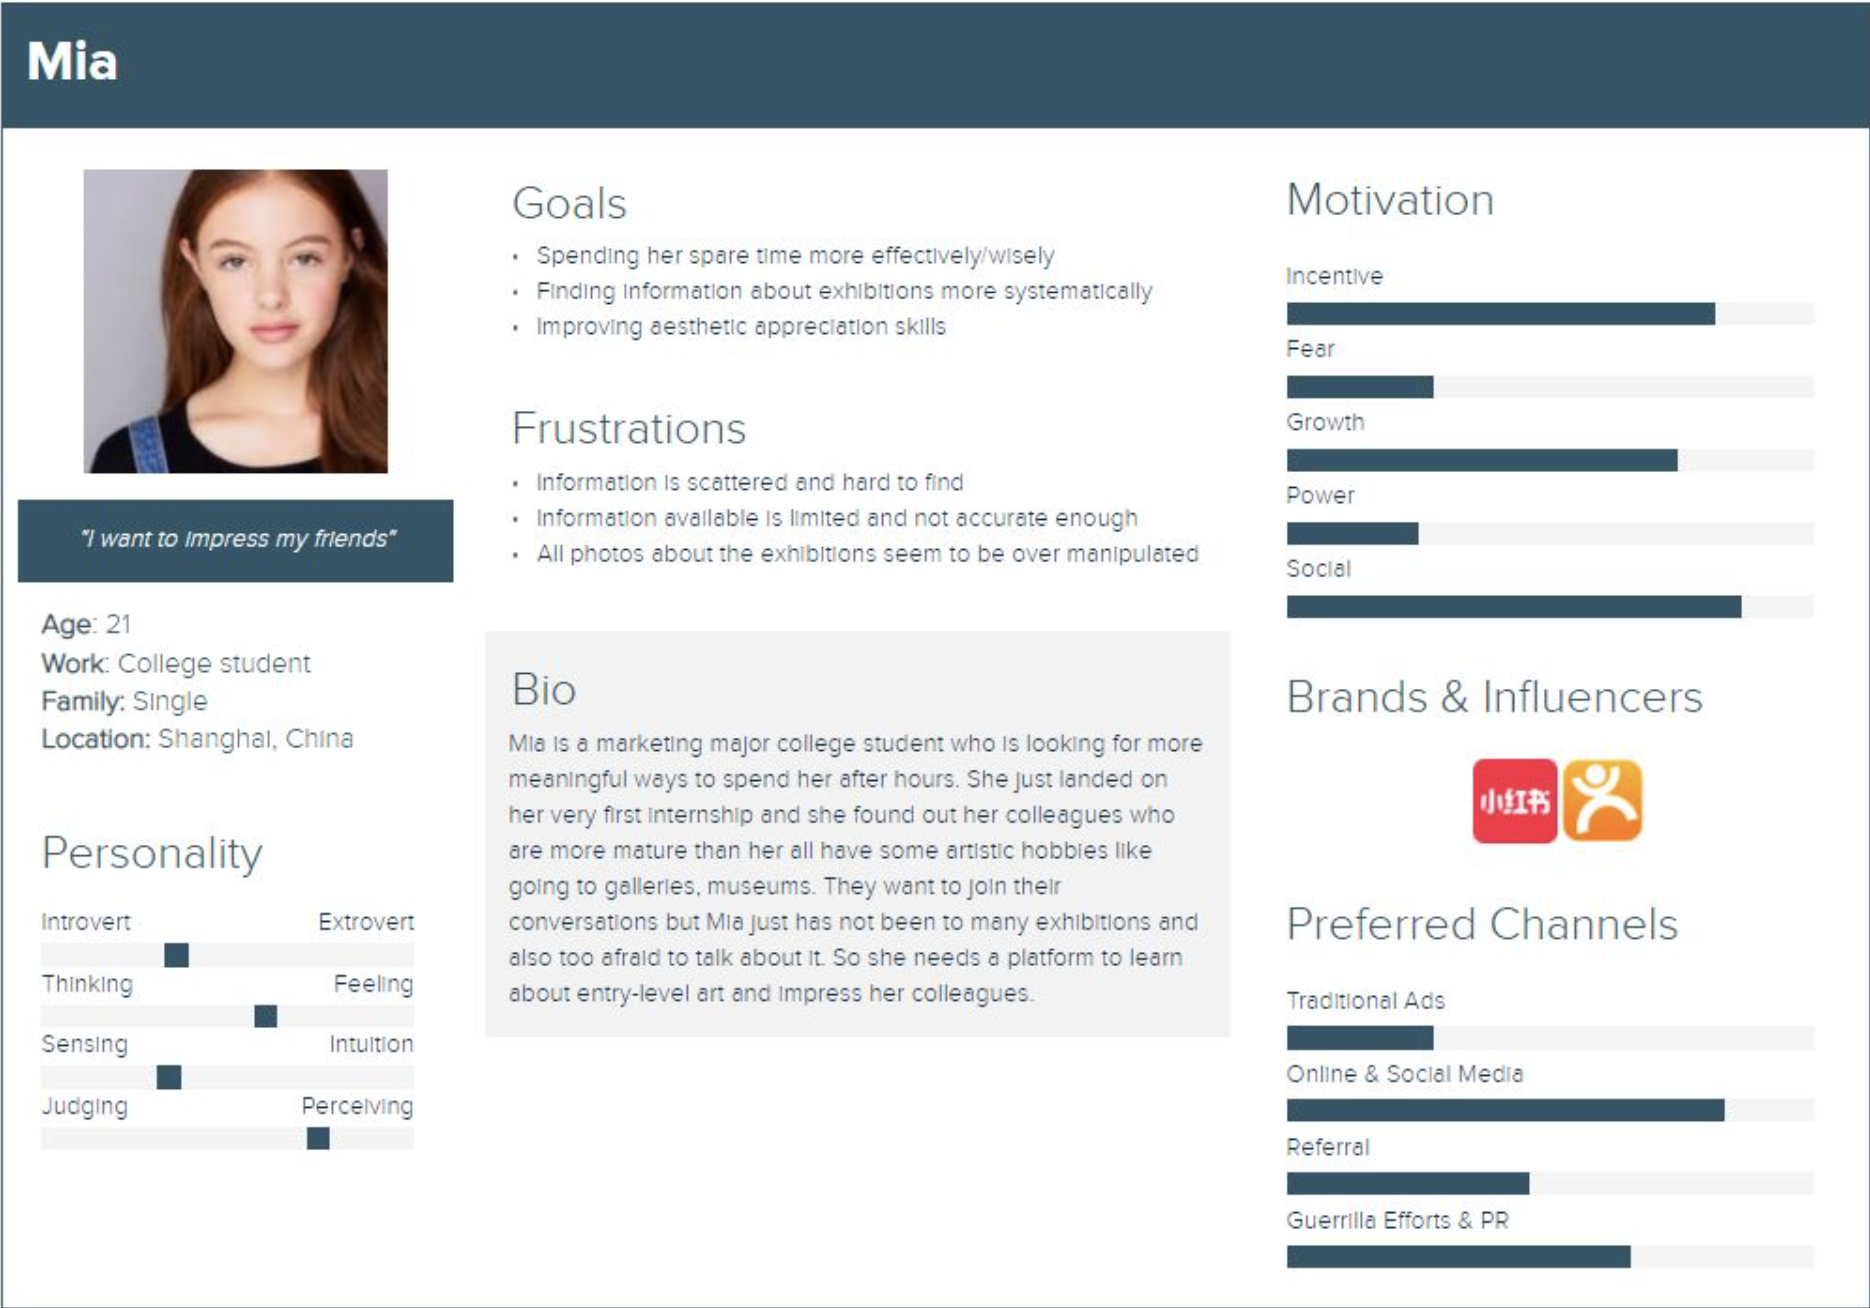 Mia
"I want to impress my friends"
Age: 21
Work: College student
Family: Single
Location: Shanghai, China
Personality
Introvert Extrovert
Thinking Feeling
Sensing Intuition
Judging Perceiving
Goals
• Spending her spare time more effectively/wisely
• Finding information about exhibitions more systematically
• Improving aesthetic appreciation skills
Frustrations
• Information is scattered and hard to find
• Information available is limited and not accurate enough
• All photos about the exhibitions seem to be over manipulated
Bio
Mia is a marketing major college student who is looking for more
meaningful ways to spend her after hours. She just landed on
her very first internship and she found out her colleagues who
are more mature than her all have some artistic hobbies like
going to galleries, museums. They want to join their
conversations but Mia just has not been to many exhibitions and
also too afraid to talk about it. So she needs a platform to learn
about entry-level art and impress her colleagues.
Motivation
Incentive
Fear
Growth
Power
Social
Brands & Influencers
小红书
Preferred Channels
Traditional Ads
Online & Social Media
Referral
Guerrilla Efforts & PR